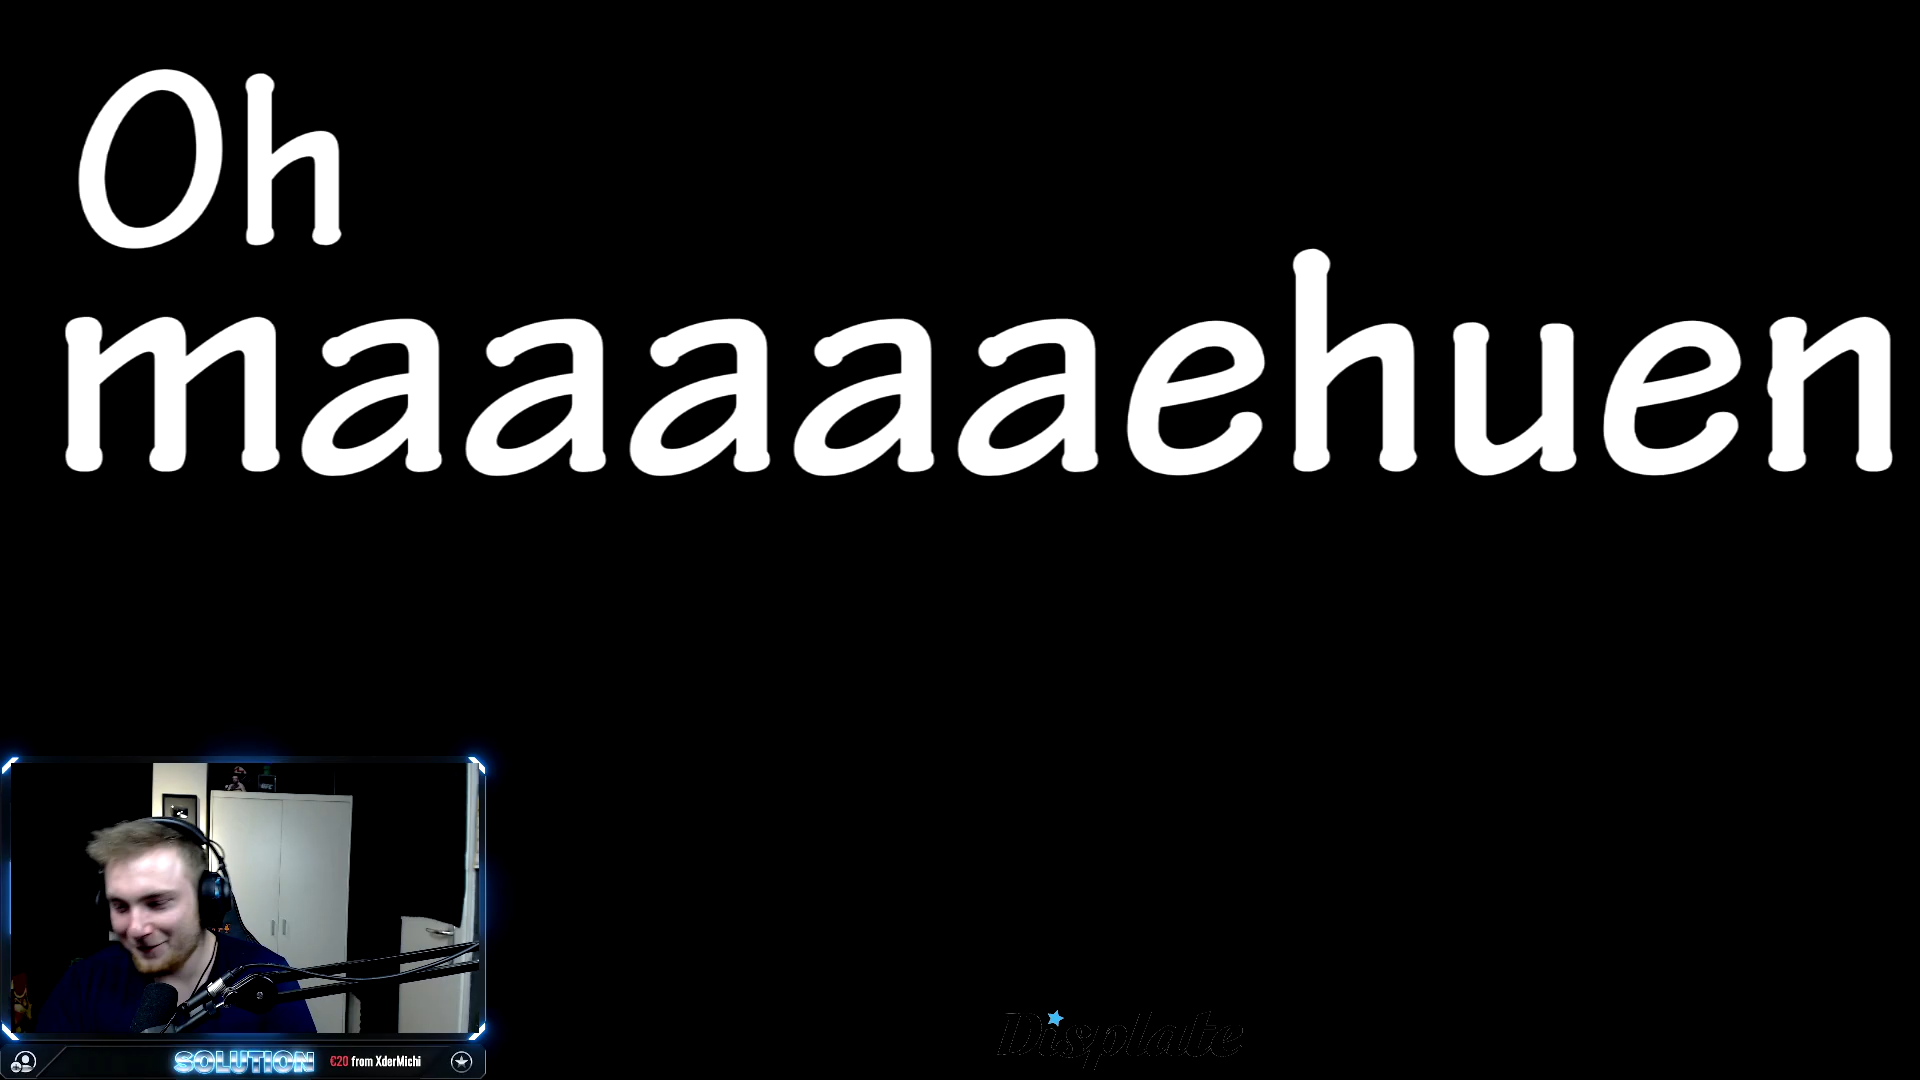 Oh
maaaaaehuen
SOLUTION
€20 from XderMichi
Displate